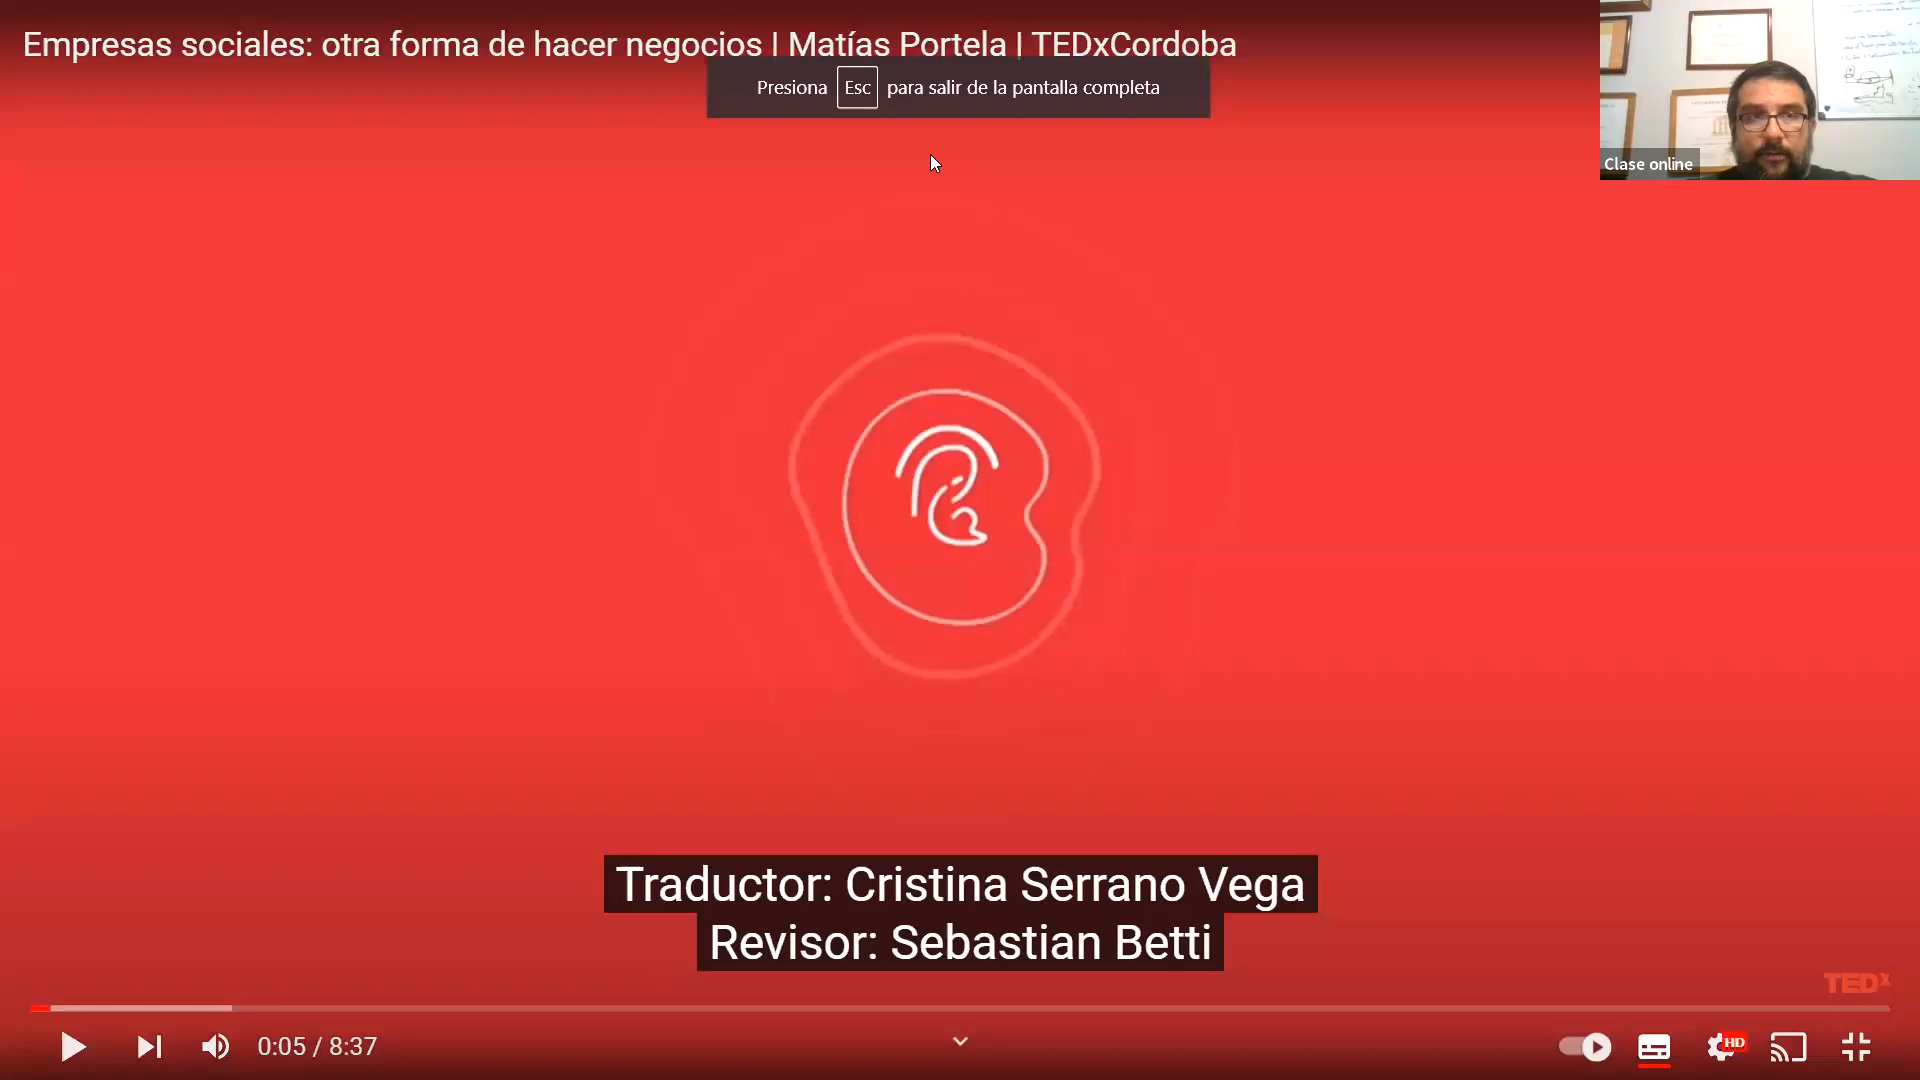 Empresas sociales: otra forma de hacer negocios | Matías Portela | TEDxCordoba
Presiona Esc para salir de la pantalla completa
Clase online
Traductor: Cristina Serrano Vega
Revisor: Sebastian Betti
TEDx
0:05 / 8:37
HD